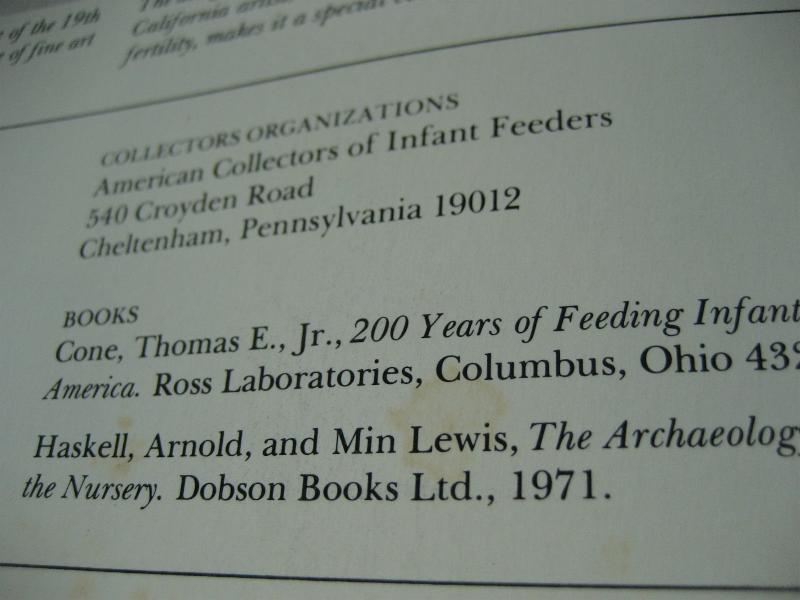 of the 19th
of fine art
California
fertility, makes it a special
COLLECTORS ORGANIZATIONS
American Collectors of Infant Feeders
540 Croyden Road
Cheltenham, Pennsylvania 19012
BOOKS
Cone, Thomas E., Jr., 200 Years of Feeding Infant
America. Ross Laboratories, Columbus, Ohio 43
Haskell, Arnold, and Min Lewis, The Archaeolog
the Nursery. Dobson Books Ltd., 1971.